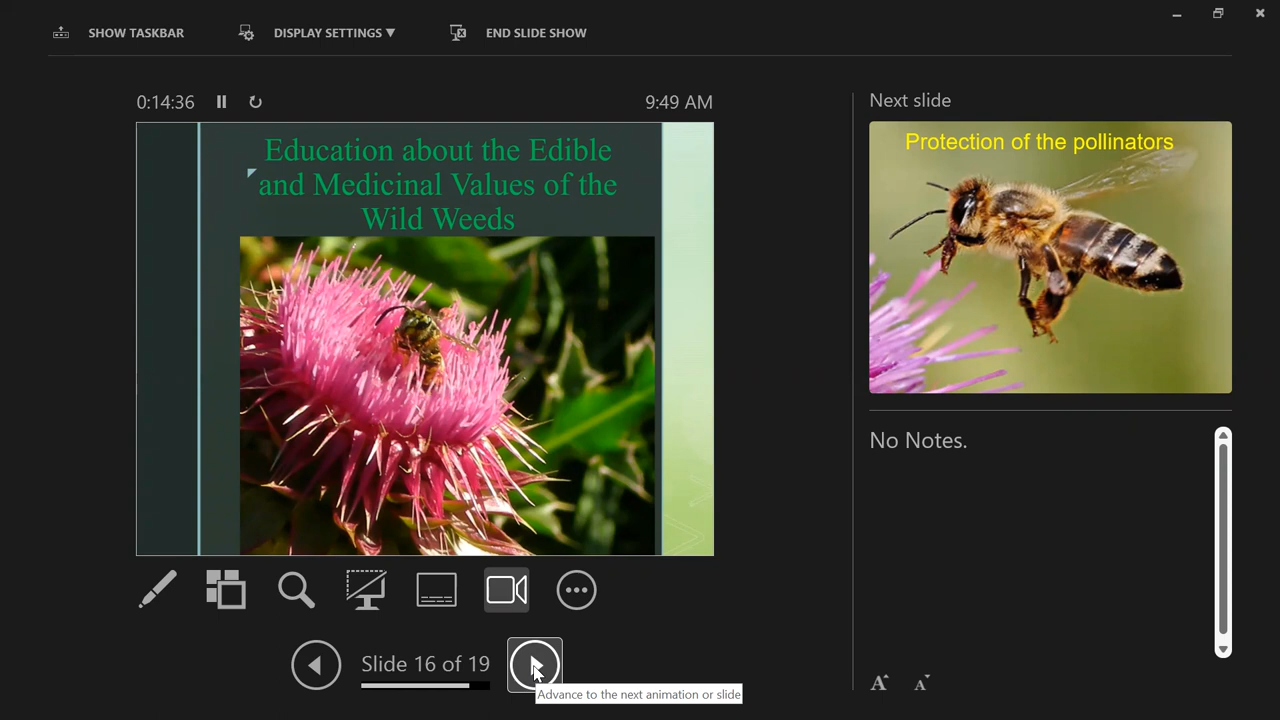 SHOW TASKBAR
DISPLAY SETTINGS ▼
END SLIDE SHOW
0:14:36
9:49 AM
Education about the Edible
and Medicinal Values of the
Wild Weeds
Slide 16 of 19
Advance to the next animation or slide
Next slide
Protection of the pollinators
No Notes.
A
A